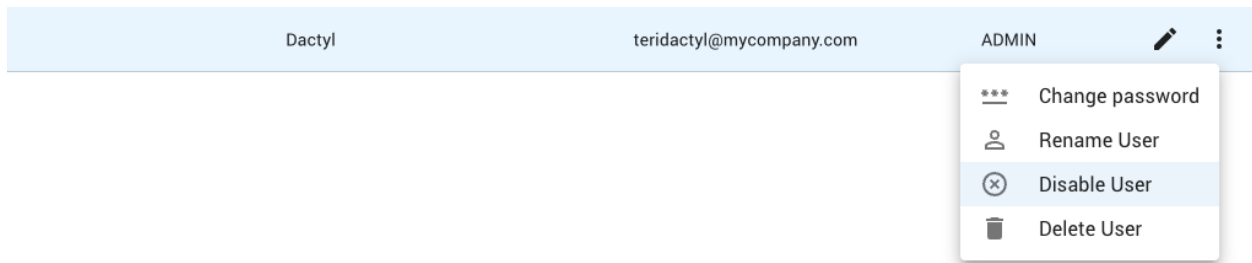 Dactyl teridactyl@mycompany.com ADMIN
Change password
Rename User
Disable User
Delete User